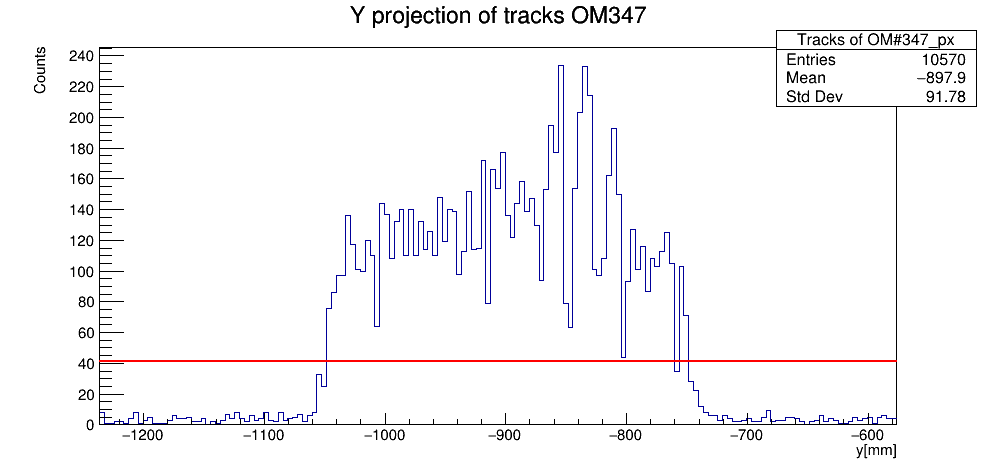 Y projection of tracks OM347
Tracks of OM#347_px
Entries 10570
Mean −897.9
Std Dev 91.78
Counts
240
220
200
180
160
140
120
100
80
60
40
20
0
−1200 −1100 −1000 −900 −800 −700 −600
y[mm]